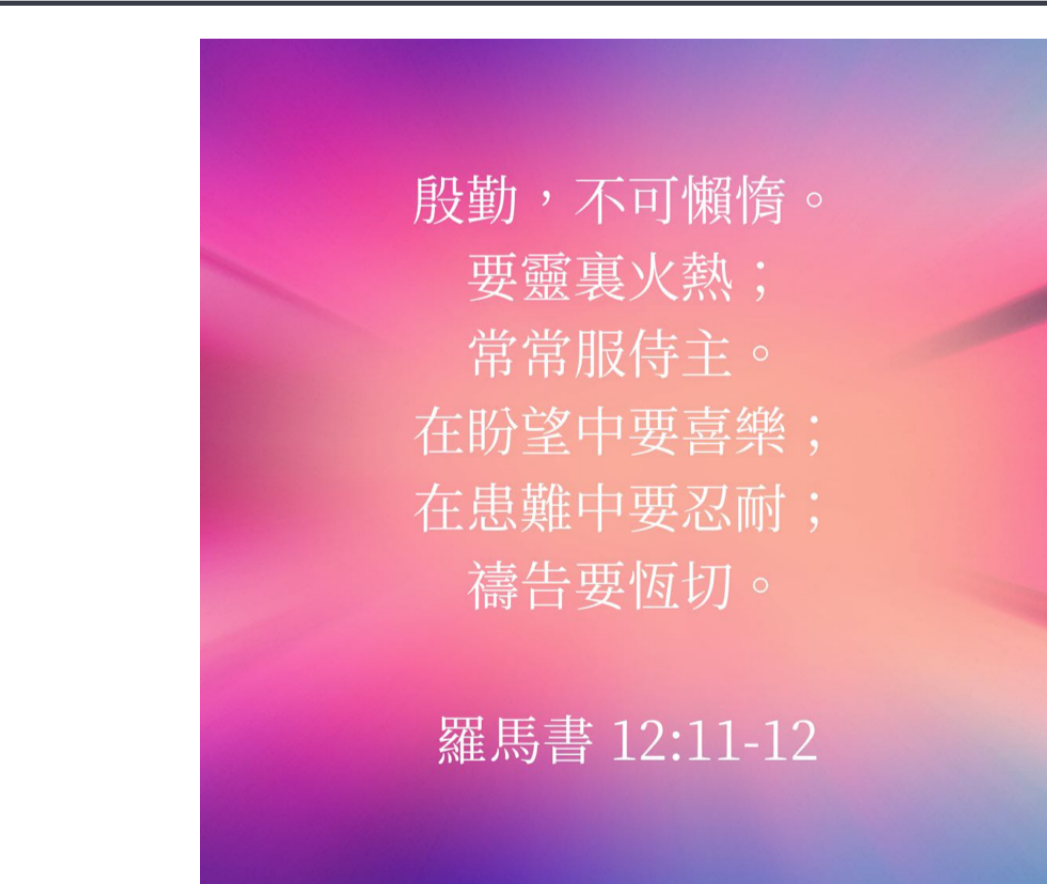 殷勤，不可懶惰。
要靈裏火熱；
常常服侍主。
在盼望中要喜樂；
在患難中要忍耐；
禱告要恆切。
羅馬書 12:11-12